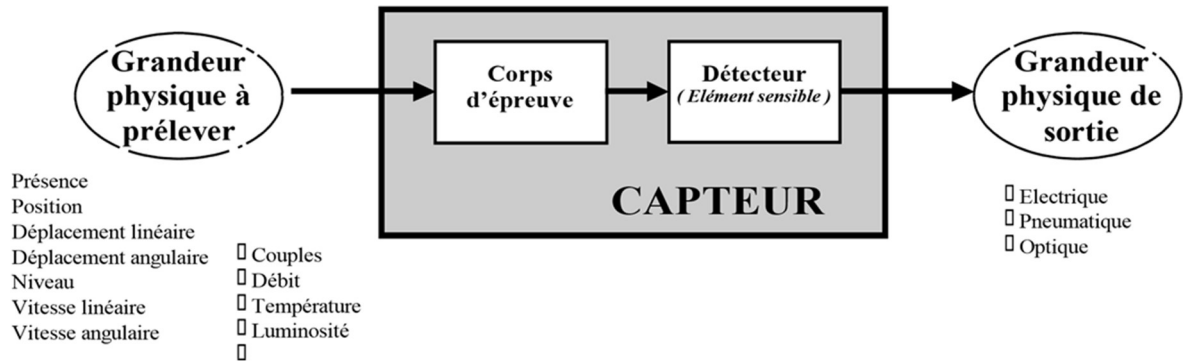 Grandeur
physique à
prélever
Corps
d'épreuve
Détecteur
( Elément sensible )
CAPTEUR
Grandeur
physique de
sortie
Présence
Position
Déplacement linéaire
Déplacement angulaire
Niveau
Vitesse linéaire
Vitesse angulaire
▯ Couples
▯ Débit
▯ Température
▯ Luminosité
▯
▯ Electrique
▯ Pneumatique
▯ Optique